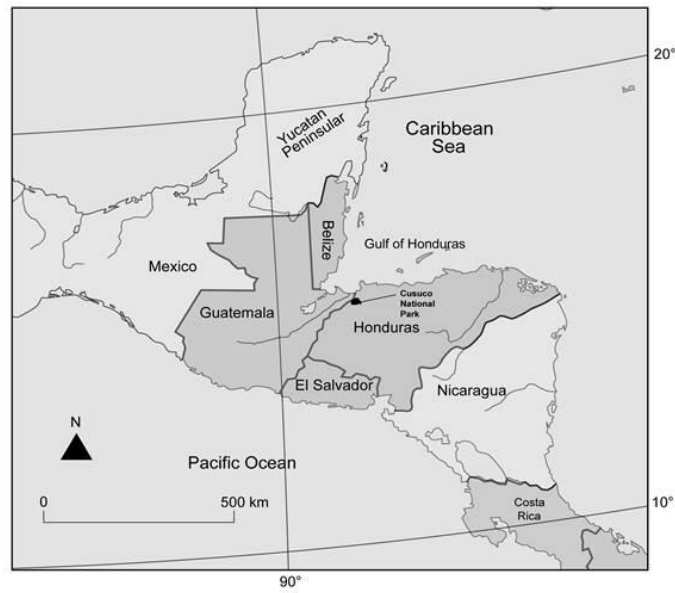 20°
Yucatan
Peninsular
Caribbean
Sea
Belize
Gulf of Honduras
Mexico
Cusuco
National
Park
Guatemala
Honduras
El Salvador
Nicaragua
N
Pacific Ocean
0 500 km
Costa
Rica
10°
90°